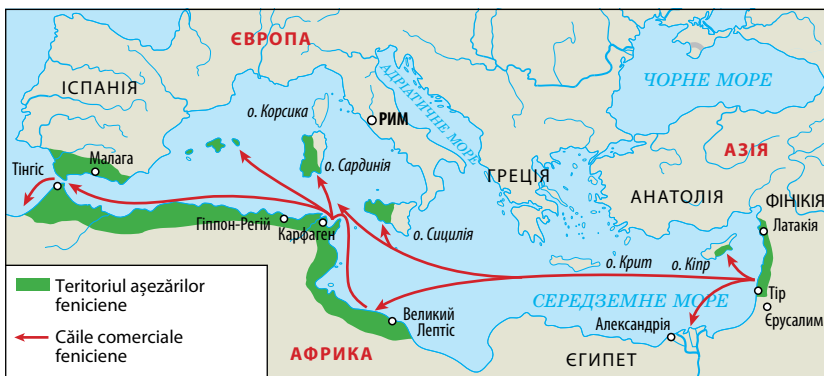 ЄВРОПА
ІСПАНІЯ
ЧОРНЕ МОРЕ
АДРІАТИЧНЕ МОРЕ
о. Корсика
РИМ
Малага
Тінгіс
о. Сардинія
АЗІЯ
ГРЕЦІЯ
АНАТОЛІЯ
ФІНІКІЯ
Латакія
Гіппон-Регій
Карфаген
о. Сицилія
о. Крит
о. Кіпр
Тір
СЕРЕДЗЕМНЕ МОРЕ
Єрусалим
Великий
Лептіс
Александрія
АФРИКА
ЄГИПЕТ
Teritoriul așezărilor
feniciene
Căile comerciale
feniciene